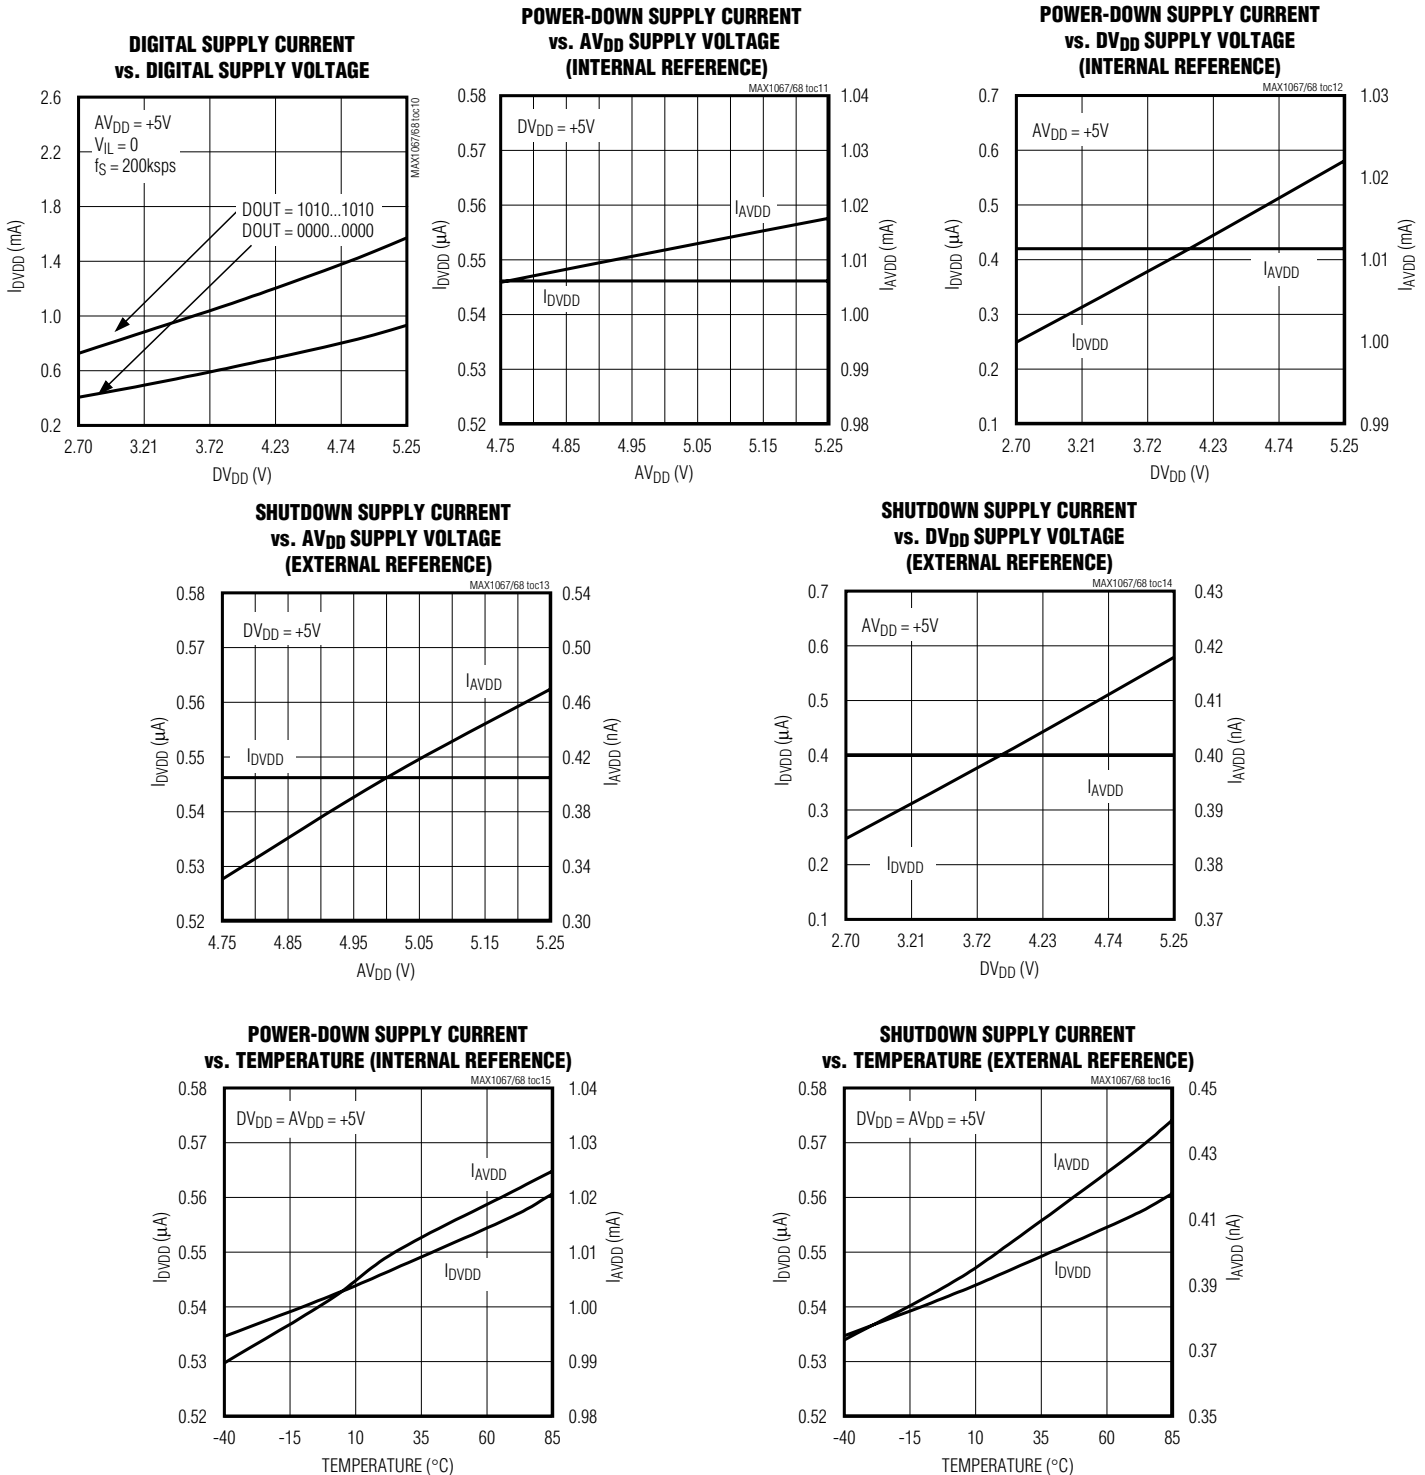 DIGITAL SUPPLY CURRENT
vs. DIGITAL SUPPLY VOLTAGE
MAX1067/68 toc10
2.6
2.2
1.8
1.4
1.0
0.6
0.2
IDVDD (mA)
AVDD = +5V
VIL = 0
fS = 200ksps
DOUT = 1010...1010
DOUT = 0000...0000
2.70 3.21 3.72 4.23 4.74 5.25
DVDD (V)
POWER-DOWN SUPPLY CURRENT
vs. AVDD SUPPLY VOLTAGE
(INTERNAL REFERENCE)
MAX1067/68 toc11
0.58
0.57
0.56
0.55
0.54
0.53
0.52
IDVDD (µA)
DVDD = +5V
IAVDD
IDVDD
1.04
1.03
1.02
1.01
1.00
0.99
0.98
IAVDD (mA)
4.75 4.85 4.95 5.05 5.15 5.25
AVDD (V)
POWER-DOWN SUPPLY CURRENT
vs. DVDD SUPPLY VOLTAGE
(INTERNAL REFERENCE)
MAX1067/68 toc12
0.7
0.6
0.5
0.4
0.3
0.2
0.1
IDVDD (µA)
AVDD = +5V
IAVDD
IDVDD
1.03
1.02
1.01
1.00
0.99
IAVDD (mA)
2.70 3.21 3.72 4.23 4.74 5.25
DVDD (V)
SHUTDOWN SUPPLY CURRENT
vs. AVDD SUPPLY VOLTAGE
(EXTERNAL REFERENCE)
MAX1067/68 toc13
0.58
0.57
0.56
0.55
0.54
0.53
0.52
IDVDD (µA)
DVDD = +5V
IAVDD
IDVDD
0.54
0.50
0.46
0.42
0.38
0.34
0.30
IAVDD (nA)
4.75 4.85 4.95 5.05 5.15 5.25
AVDD (V)
SHUTDOWN SUPPLY CURRENT
vs. DVDD SUPPLY VOLTAGE
(EXTERNAL REFERENCE)
MAX1067/68 toc14
0.7
0.6
0.5
0.4
0.3
0.2
0.1
IDVDD (µA)
AVDD = +5V
IAVDD
IDVDD
0.43
0.42
0.41
0.40
0.39
0.38
0.37
IAVDD (nA)
2.70 3.21 3.72 4.23 4.74 5.25
DVDD (V)
POWER-DOWN SUPPLY CURRENT
vs. TEMPERATURE (INTERNAL REFERENCE)
MAX1067/68 toc15
0.58
0.57
0.56
0.55
0.54
0.53
0.52
IDVDD (µA)
DVDD = AVDD = +5V
IAVDD
IDVDD
1.04
1.03
1.02
1.01
1.00
0.99
0.98
IAVDD (mA)
-40 -15 10 35 60 85
TEMPERATURE (°C)
SHUTDOWN SUPPLY CURRENT
vs. TEMPERATURE (EXTERNAL REFERENCE)
MAX1067/68 toc16
0.58
0.57
0.56
0.55
0.54
0.53
0.52
IDVDD (µA)
DVDD = AVDD = +5V
IAVDD
IDVDD
0.45
0.43
0.41
0.39
0.37
0.35
IAVDD (nA)
-40 -15 10 35 60 85
TEMPERATURE (°C)